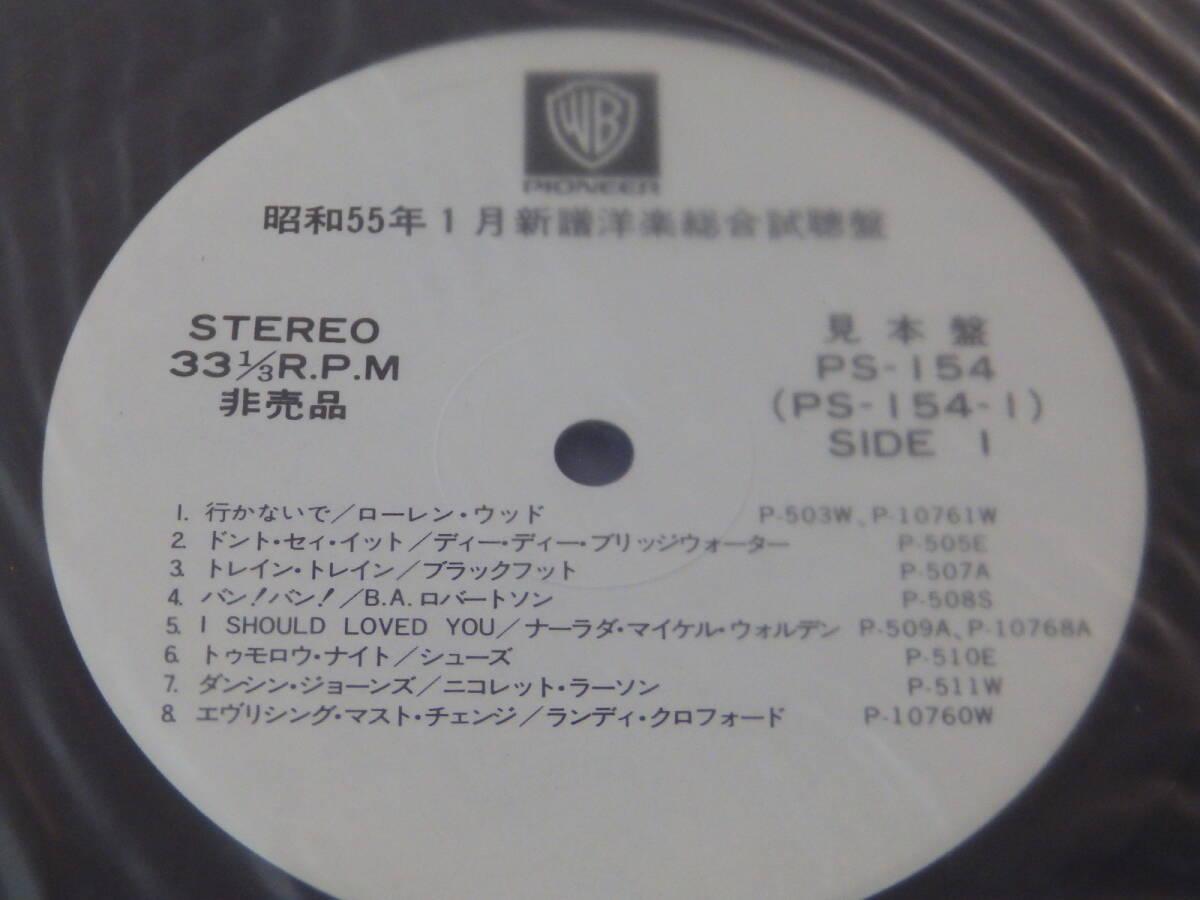 WB
PIONEER
昭和55年1月新譜洋楽総合試聴盤
STEREO
33 1/3 R.P.M
非売品
見本盤
PS-154
(PS-154-1)
SIDE 1
1. 行かないで/ローレン・ウッド P-503W、P-10761W
2. ドント・セィ・イット/ディー・ディー・ブリッジウォーター P-505E
3. トレイン・トレイン/ブラックフット P-507A
4. バン!バン!/B.A.ロバートソン P-508S
5. I SHOULD LOVED YOU/ナーラダ・マイケル・ウォルデン P-509A、P-10768A
6. トゥモロウ・ナイト/シューズ P-510E
7. ダンシン・ジョーンズ/ニコレット・ラーソン P-511W
8. エヴリシング・マスト・チェンジ/ランディ・クロフォード P-10760W